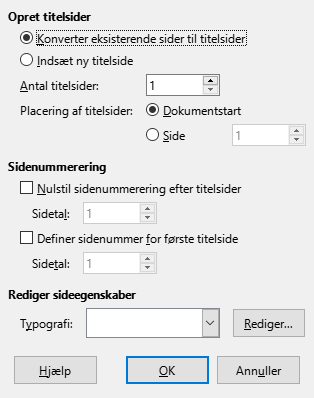 Opret titelsider
Konverter eksisterende sider til titelsider
Indsæt ny titelside
Antal titelsider: 1
Placering af titelsider: Dokumentstart
Side 1
Sidenummerering
Nulstil sidenummerering efter titelsider
Sidetal: 1
Definer sidenummer for første titelside
Sidetal: 1
Rediger sideegenskaber
Typografi: Rediger...
Hjælp OK Annuller